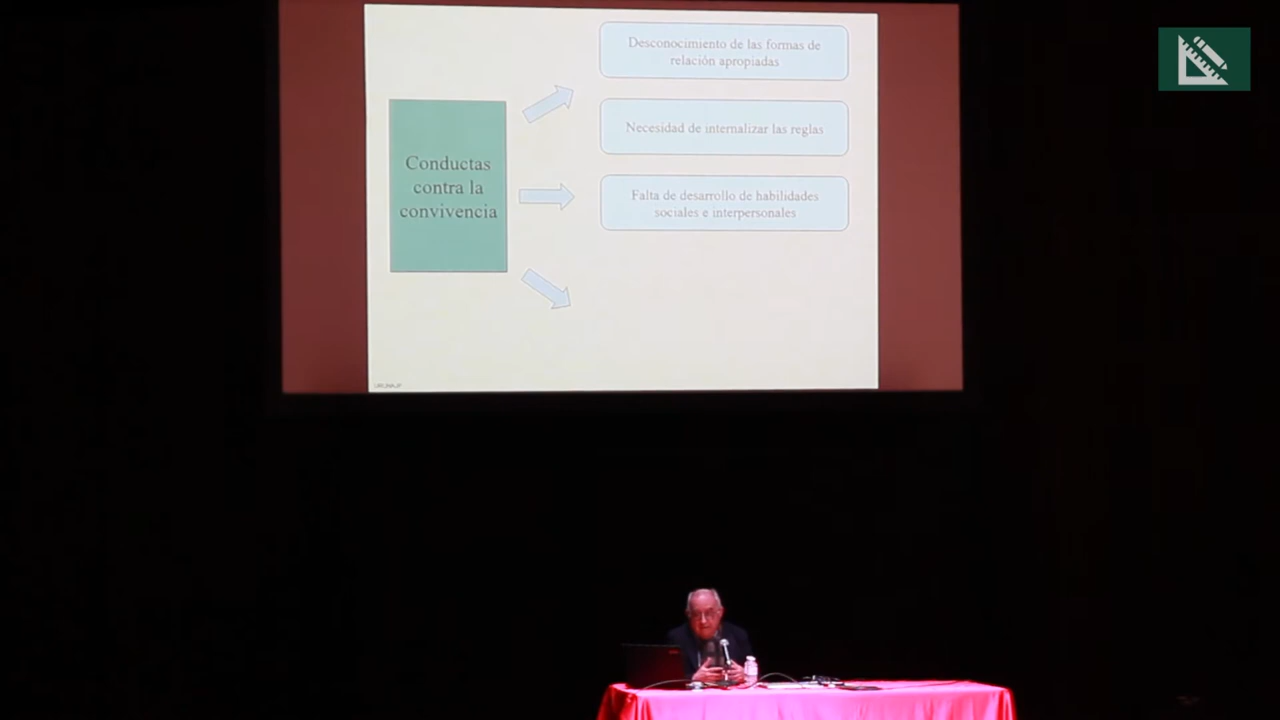 Desconocimiento de las formas de
relación apropiadas
Necesidad de internalizar las reglas
Conductas
contra la
convivencia
Falta de desarrollo de habilidades
sociales e interpersonales